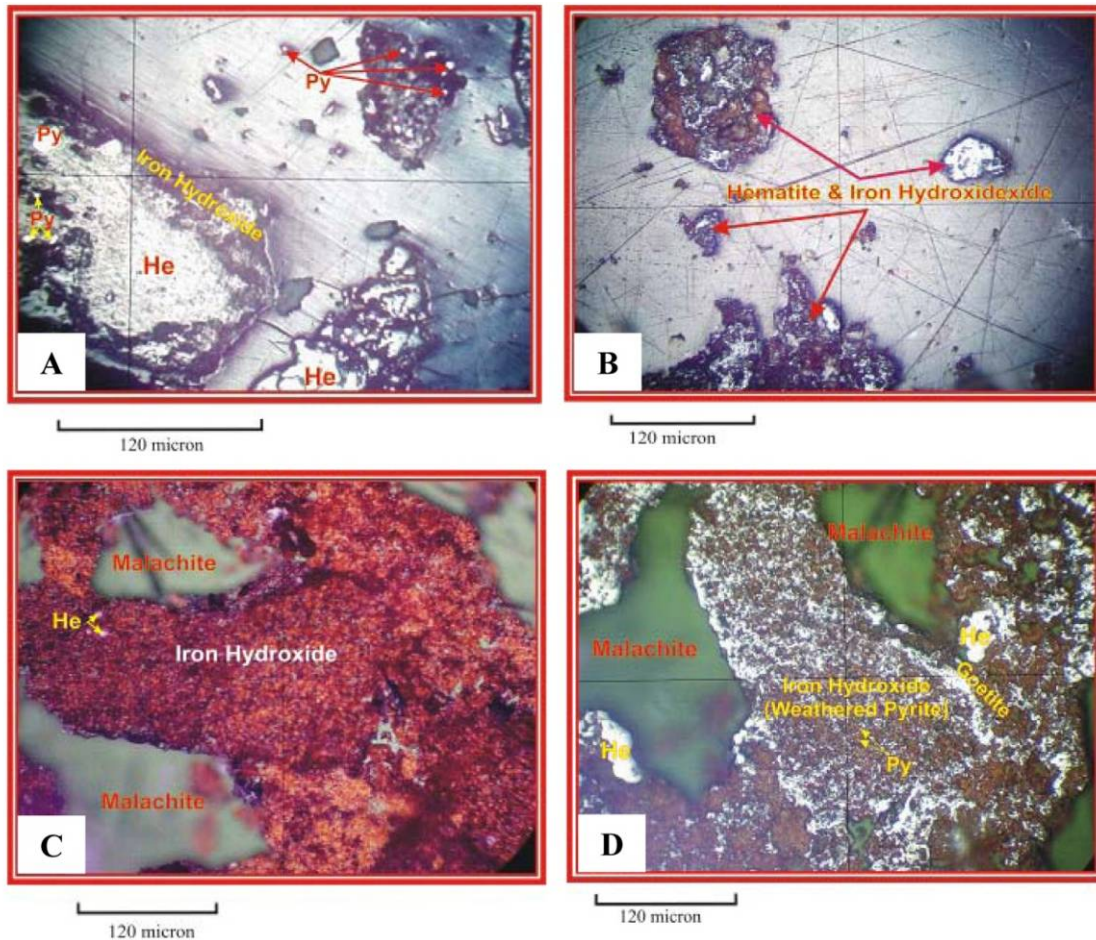 Py
Py
Iron Hydroxide
Py
He
He
A
120 micron
Hematite & Iron Hydroxidexide
B
120 micron
Malachite
He
Iron Hydroxide
Malachite
C
120 micron
Malachite
Malachite
He
Goetite
Iron Hydroxide
(Weathered Pyrite)
He
Py
D
120 micron